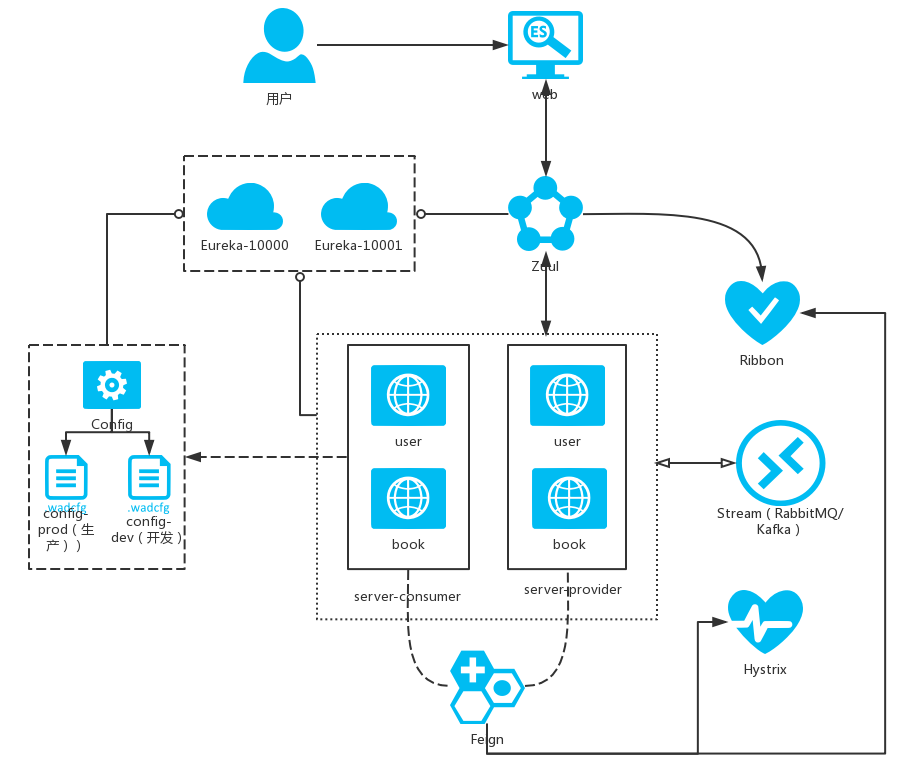 ES
用户
web
Eureka-10000
Eureka-10001
Zuul
Ribbon
Config
user
user
.wadcfg
.wadcfg
config-
prod（生
产））
config-
dev（开发）
book
book
Stream（RabbitMQ/
Kafka）
server-consumer
server-provider
Hystrix
Feign